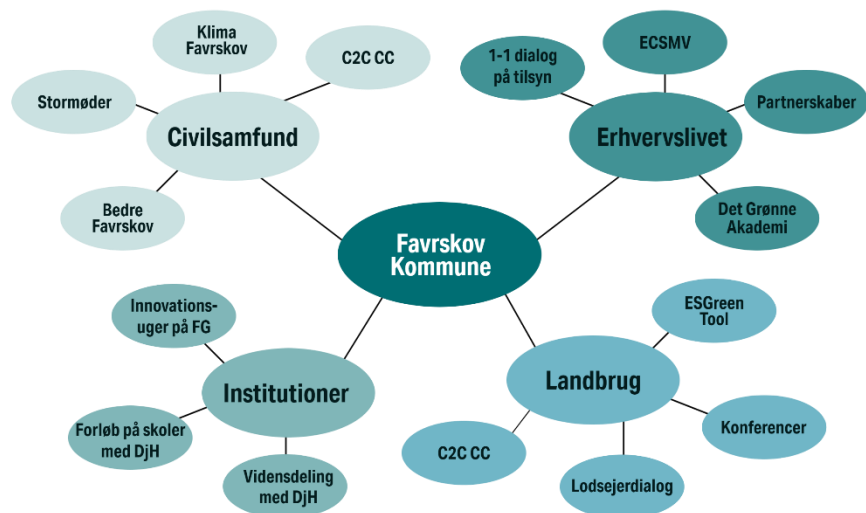 Klima
Favrskov
C2C CC
Stormøder
Civilsamfund
Bedre
Favrskov
1-1 dialog
på tilsyn
ECSMV
Partnerskaber
Erhvervslivet
Det Grønne
Akademi
Favrskov
Kommune
Innovations-
uger på FG
Institutioner
Forløb på skoler
med DjH
Vidensdeling
med DjH
ESGreen
Tool
Landbrug
Konferencer
C2C CC
Lodsejerdialog